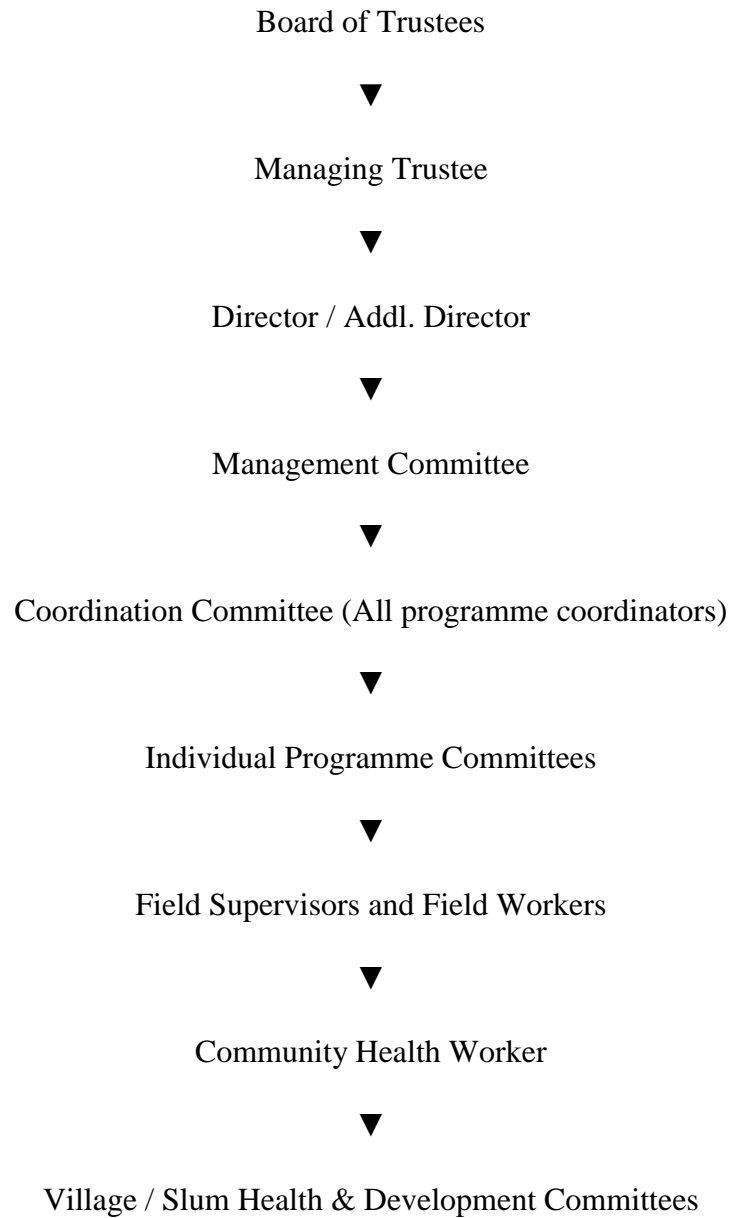 Board of Trustees
▼
Managing Trustee
▼
Director / Addl. Director
▼
Management Committee
▼
Coordination Committee (All programme coordinators)
▼
Individual Programme Committees
▼
Field Supervisors and Field Workers
▼
Community Health Worker
▼
Village / Slum Health & Development Committees